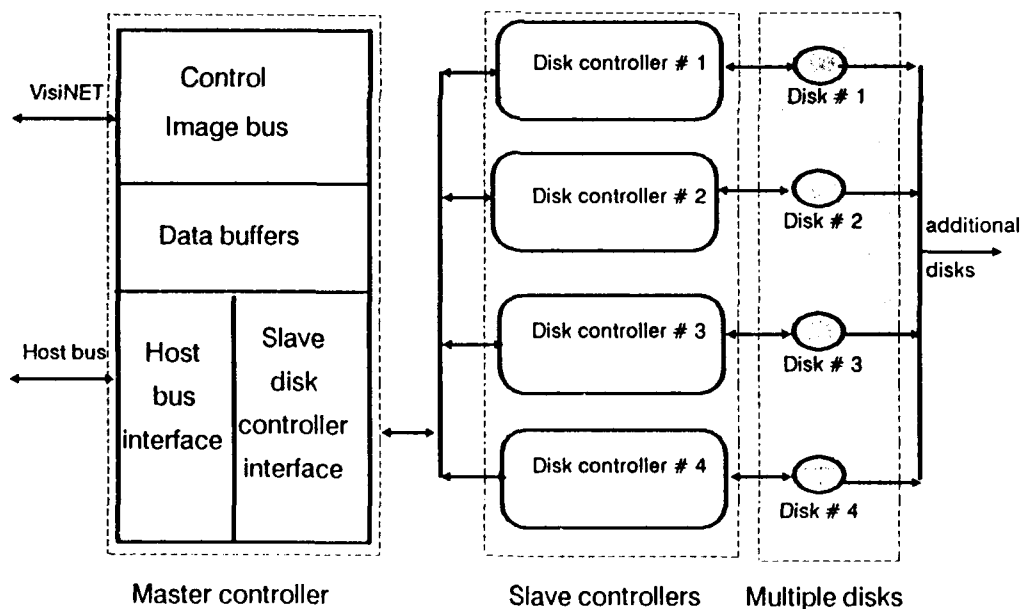 VisiNET
Host bus
Control
Image bus
Data buffers
Host
bus
interface
Slave
disk
controller
interface
Master controller
Disk controller # 1
Disk controller # 2
Disk controller # 3
Disk controller # 4
Slave controllers
Disk # 1
Disk # 2
Disk # 3
Disk # 4
Multiple disks
additional
disks